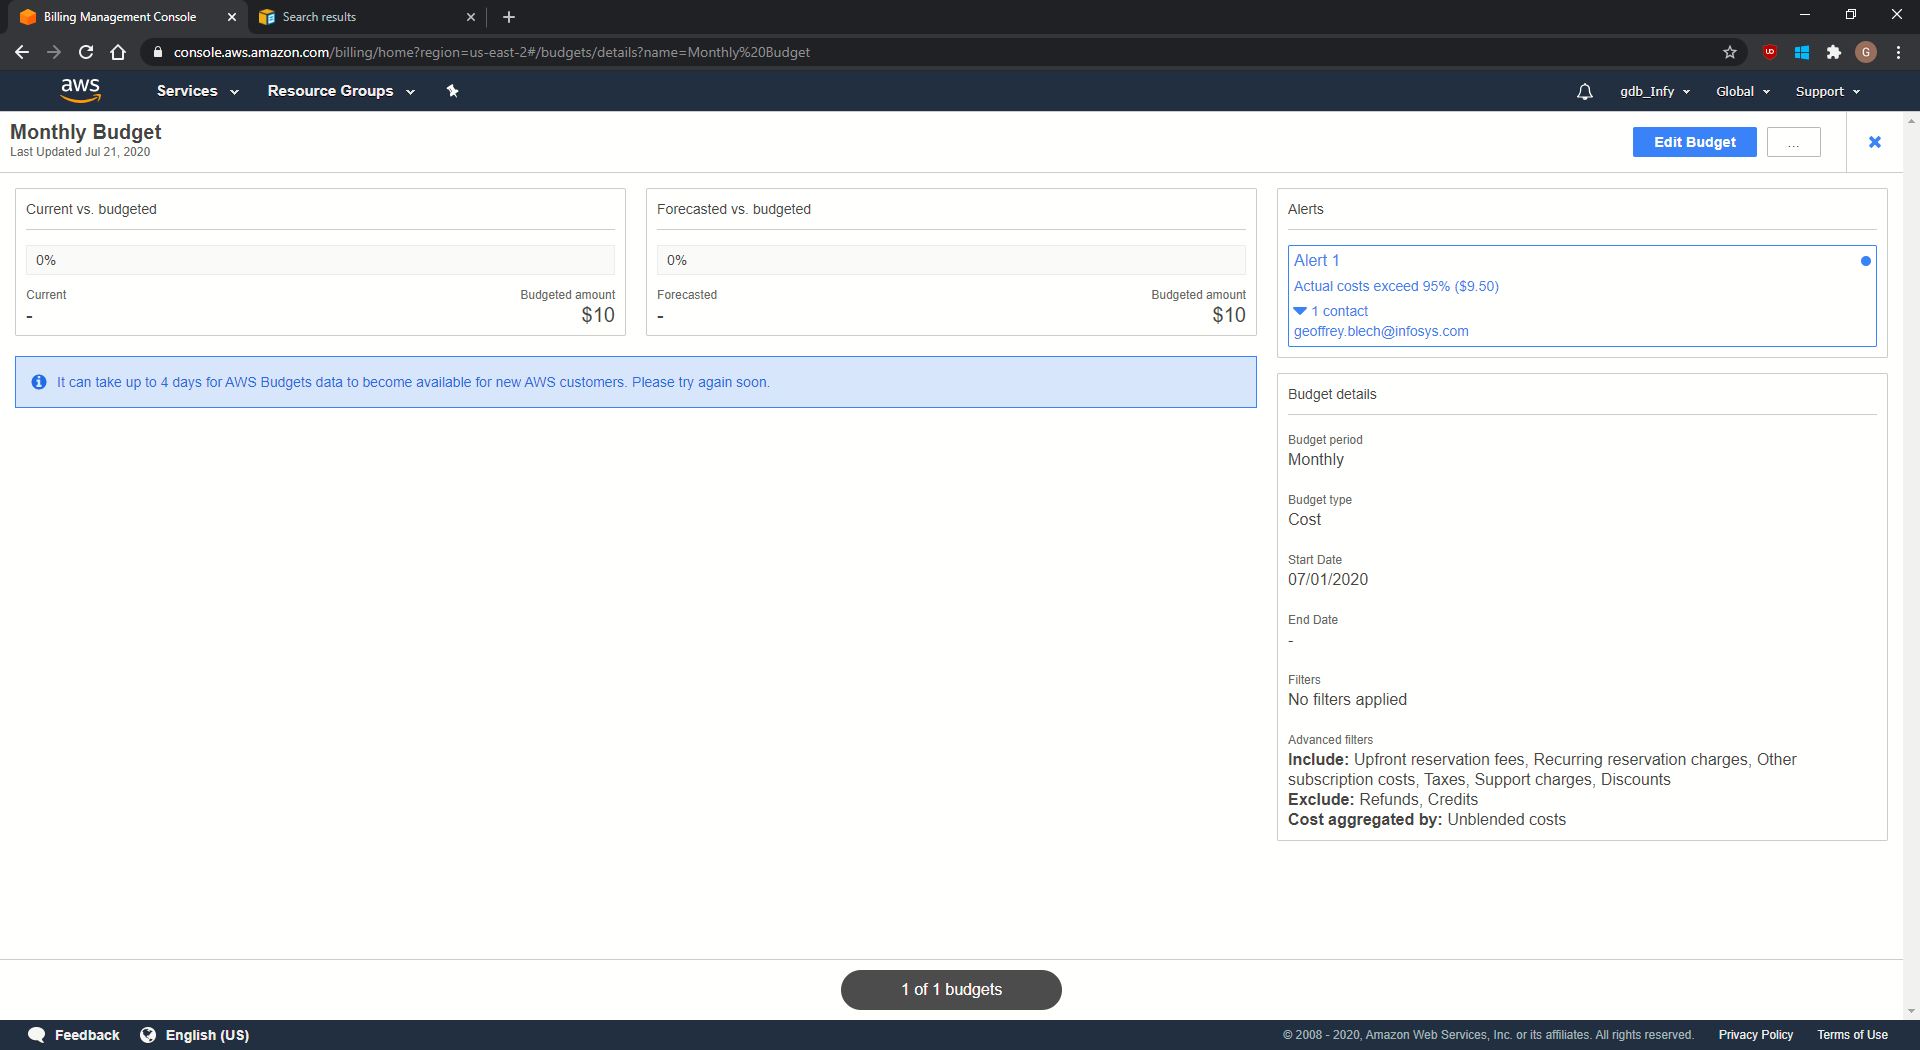 Billing Management Console
Search results
console.aws.amazon.com/billing/home?region=us-east-2#/budgets/details?name=Monthly%20Budget
UD
G
aws
Services
Resource Groups
gdb_Infy
Global
Support
Monthly Budget
Last Updated Jul 21, 2020
Edit Budget
...
Current vs. budgeted
0%
Current
Budgeted amount
-
$10
Forecasted vs. budgeted
0%
Forecasted
Budgeted amount
-
$10
It can take up to 4 days for AWS Budgets data to become available for new AWS customers. Please try again soon.
Alerts
Alert 1
Actual costs exceed 95% ($9.50)
1 contact
geoffrey.blech@infosys.com
Budget details
Budget period
Monthly
Budget type
Cost
Start Date
07/01/2020
End Date
-
Filters
No filters applied
Advanced filters
Include: Upfront reservation fees, Recurring reservation charges, Other
subscription costs, Taxes, Support charges, Discounts
Exclude: Refunds, Credits
Cost aggregated by: Unblended costs
1 of 1 budgets
Feedback
English (US)
© 2008 - 2020, Amazon Web Services, Inc. or its affiliates. All rights reserved.
Privacy Policy
Terms of Use